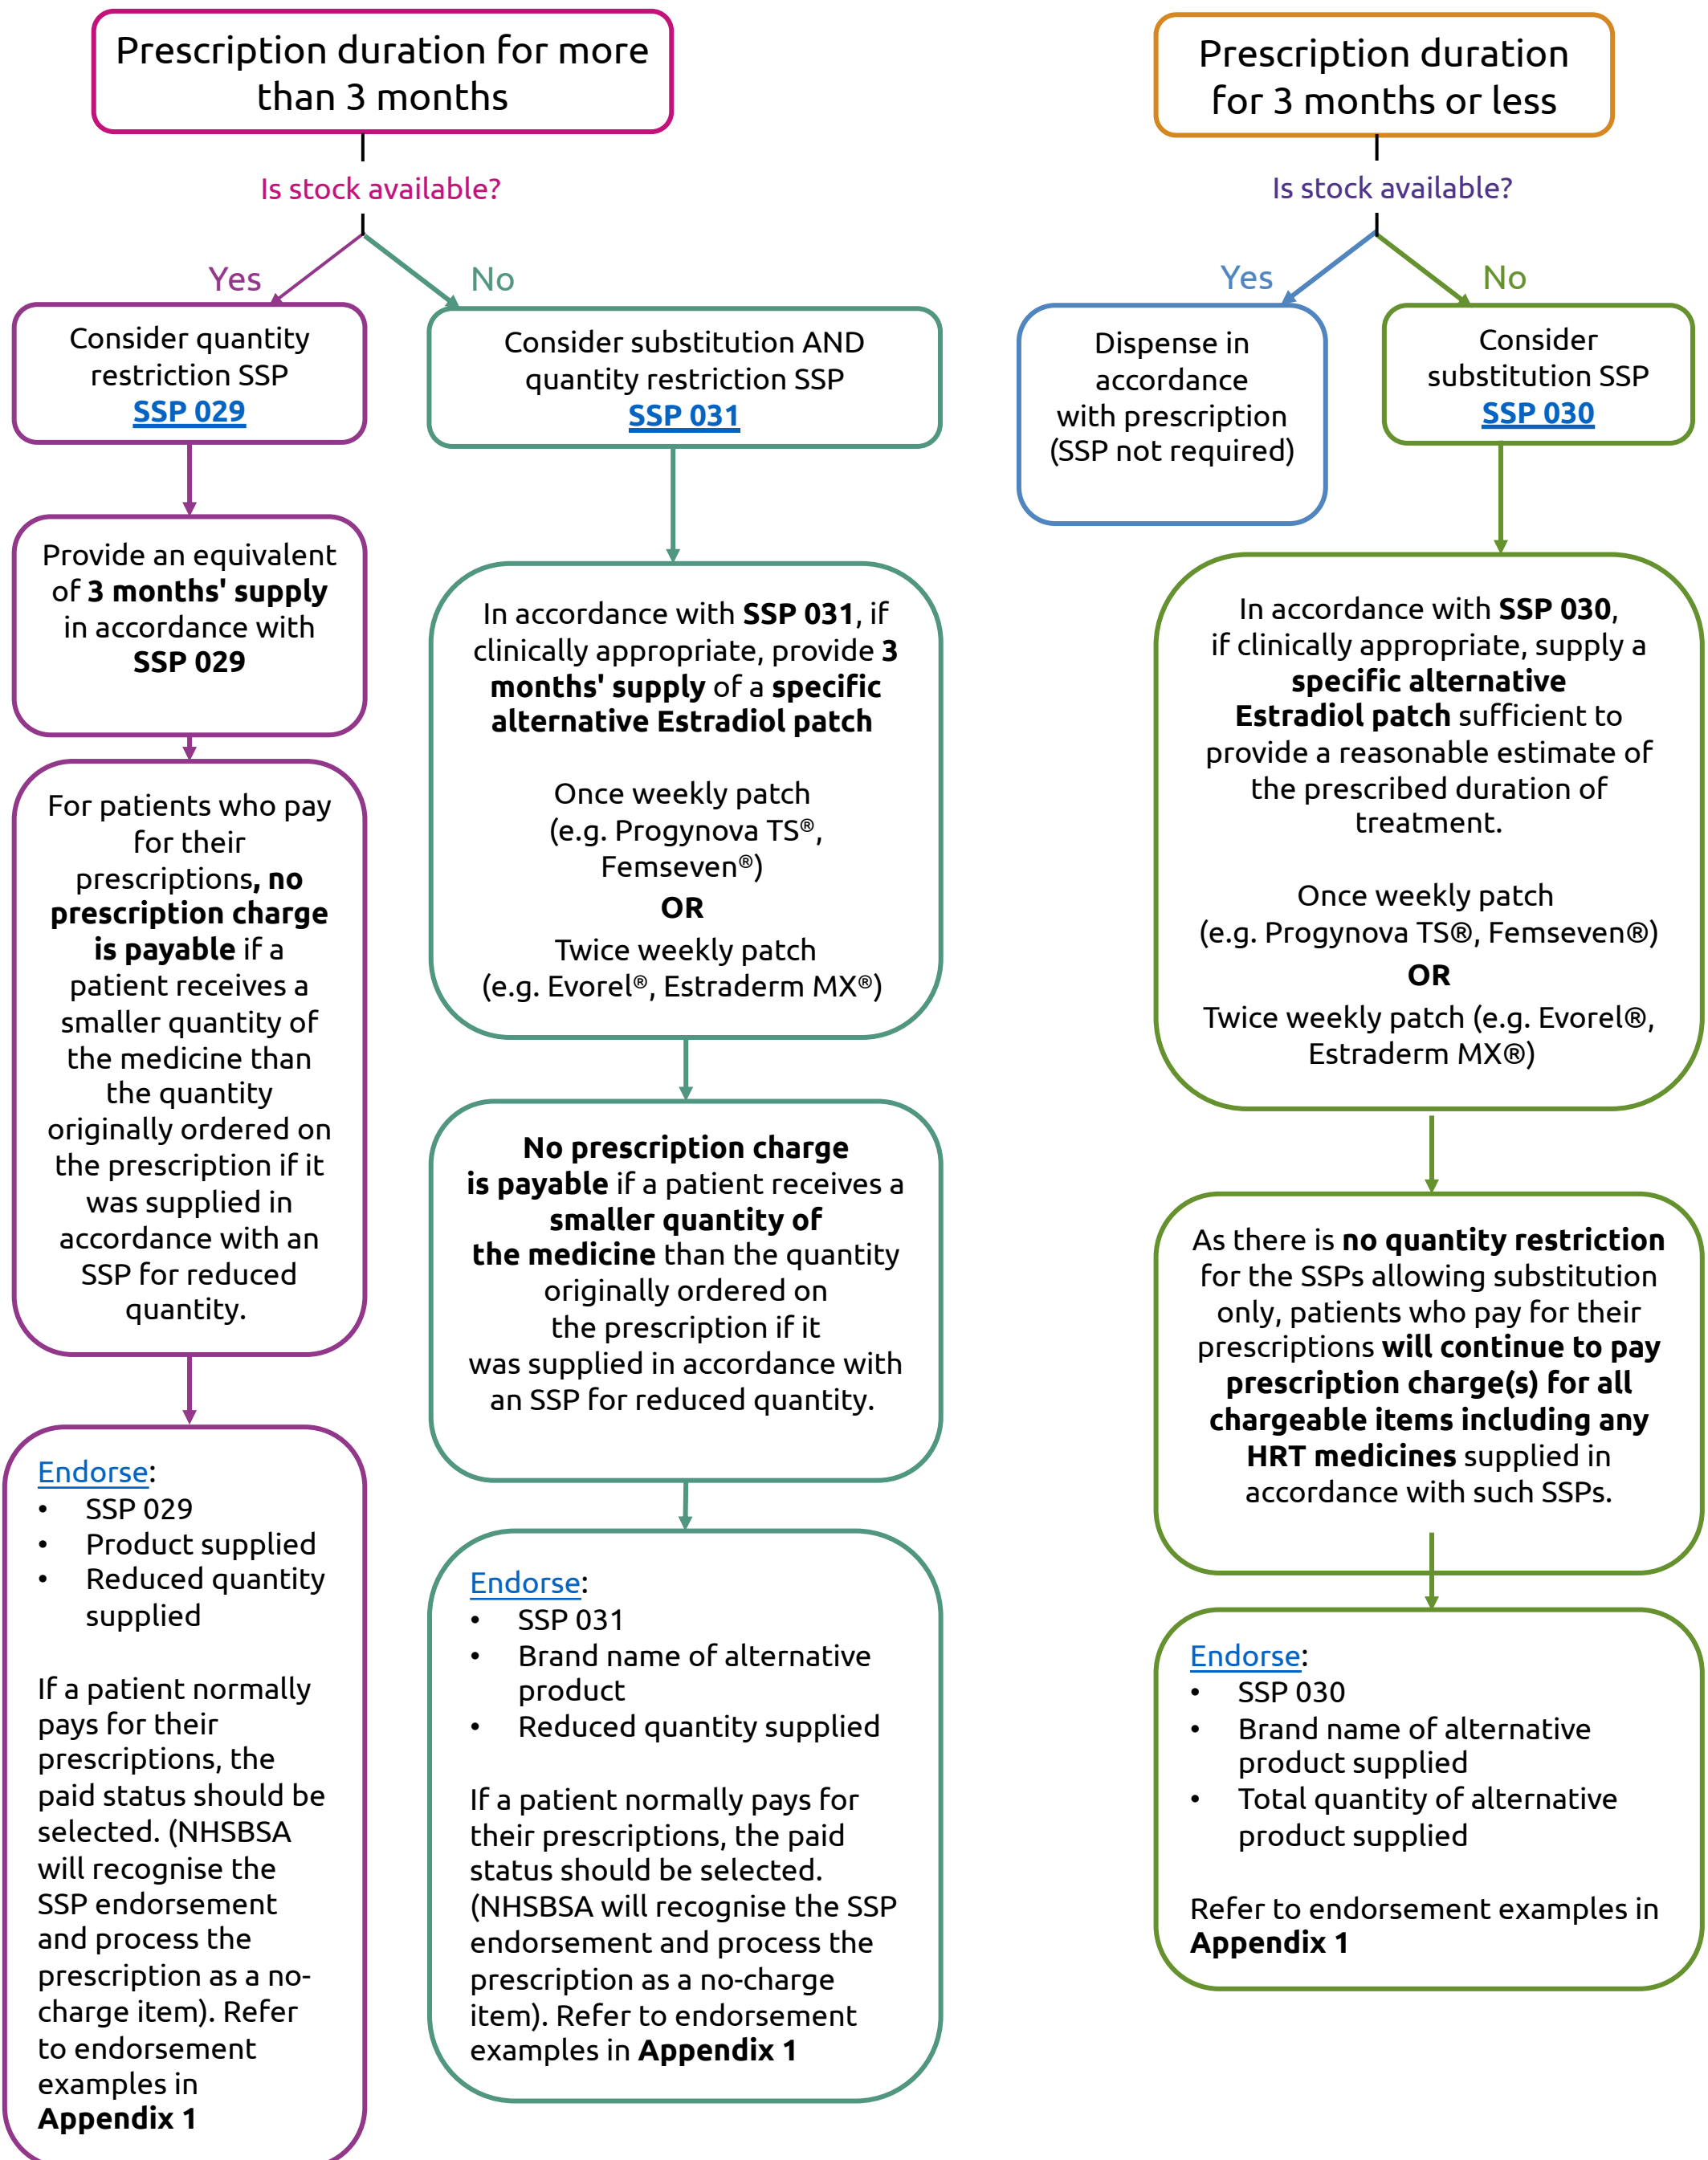 Prescription duration for more
than 3 months
Is stock available?
Yes
No
Consider quantity
restriction SSP
SSP 029
Provide an equivalent
of 3 months' supply
in accordance with
SSP 029
For patients who pay
for their
prescriptions, no
prescription charge
is payable if a
patient receives a
smaller quantity of
the medicine than
the quantity
originally ordered on
the prescription if it
was supplied in
accordance with an
SSP for reduced
quantity.
Endorse:
• SSP 029
• Product supplied
• Reduced quantity
supplied
If a patient normally
pays for their
prescriptions, the
paid status should be
selected. (NHSBSA
will recognise the
SSP endorsement
and process the
prescription as a no-
charge item). Refer
to endorsement
examples in
Appendix 1
Consider substitution AND
quantity restriction SSP
SSP 031
In accordance with SSP 031, if
clinically appropriate, provide 3
months' supply of a specific
alternative Estradiol patch
Once weekly patch
(e.g. Progynova TS®,
Femseven®)
OR
Twice weekly patch
(e.g. Evorel®, Estraderm MX®)
No prescription charge
is payable if a patient receives a
smaller quantity of
the medicine than the quantity
originally ordered on
the prescription if it
was supplied in accordance with
an SSP for reduced quantity.
Endorse:
• SSP 031
• Brand name of alternative
product
• Reduced quantity supplied
If a patient normally pays for
their prescriptions, the paid
status should be selected.
(NHSBSA will recognise the SSP
endorsement and process the
prescription as a no-charge
item). Refer to endorsement
examples in Appendix 1
Prescription duration
for 3 months or less
Is stock available?
Yes
No
Dispense in
accordance
with prescription
(SSP not required)
Consider
substitution SSP
SSP 030
In accordance with SSP 030,
if clinically appropriate, supply a
specific alternative
Estradiol patch sufficient to
provide a reasonable estimate of
the prescribed duration of
treatment.
Once weekly patch
(e.g. Progynova TS®, Femseven®)
OR
Twice weekly patch (e.g. Evorel®,
Estraderm MX®)
As there is no quantity restriction
for the SSPs allowing substitution
only, patients who pay for their
prescriptions will continue to pay
prescription charge(s) for all
chargeable items including any
HRT medicines supplied in
accordance with such SSPs.
Endorse:
• SSP 030
• Brand name of alternative
product supplied
• Total quantity of alternative
product supplied
Refer to endorsement examples in
Appendix 1